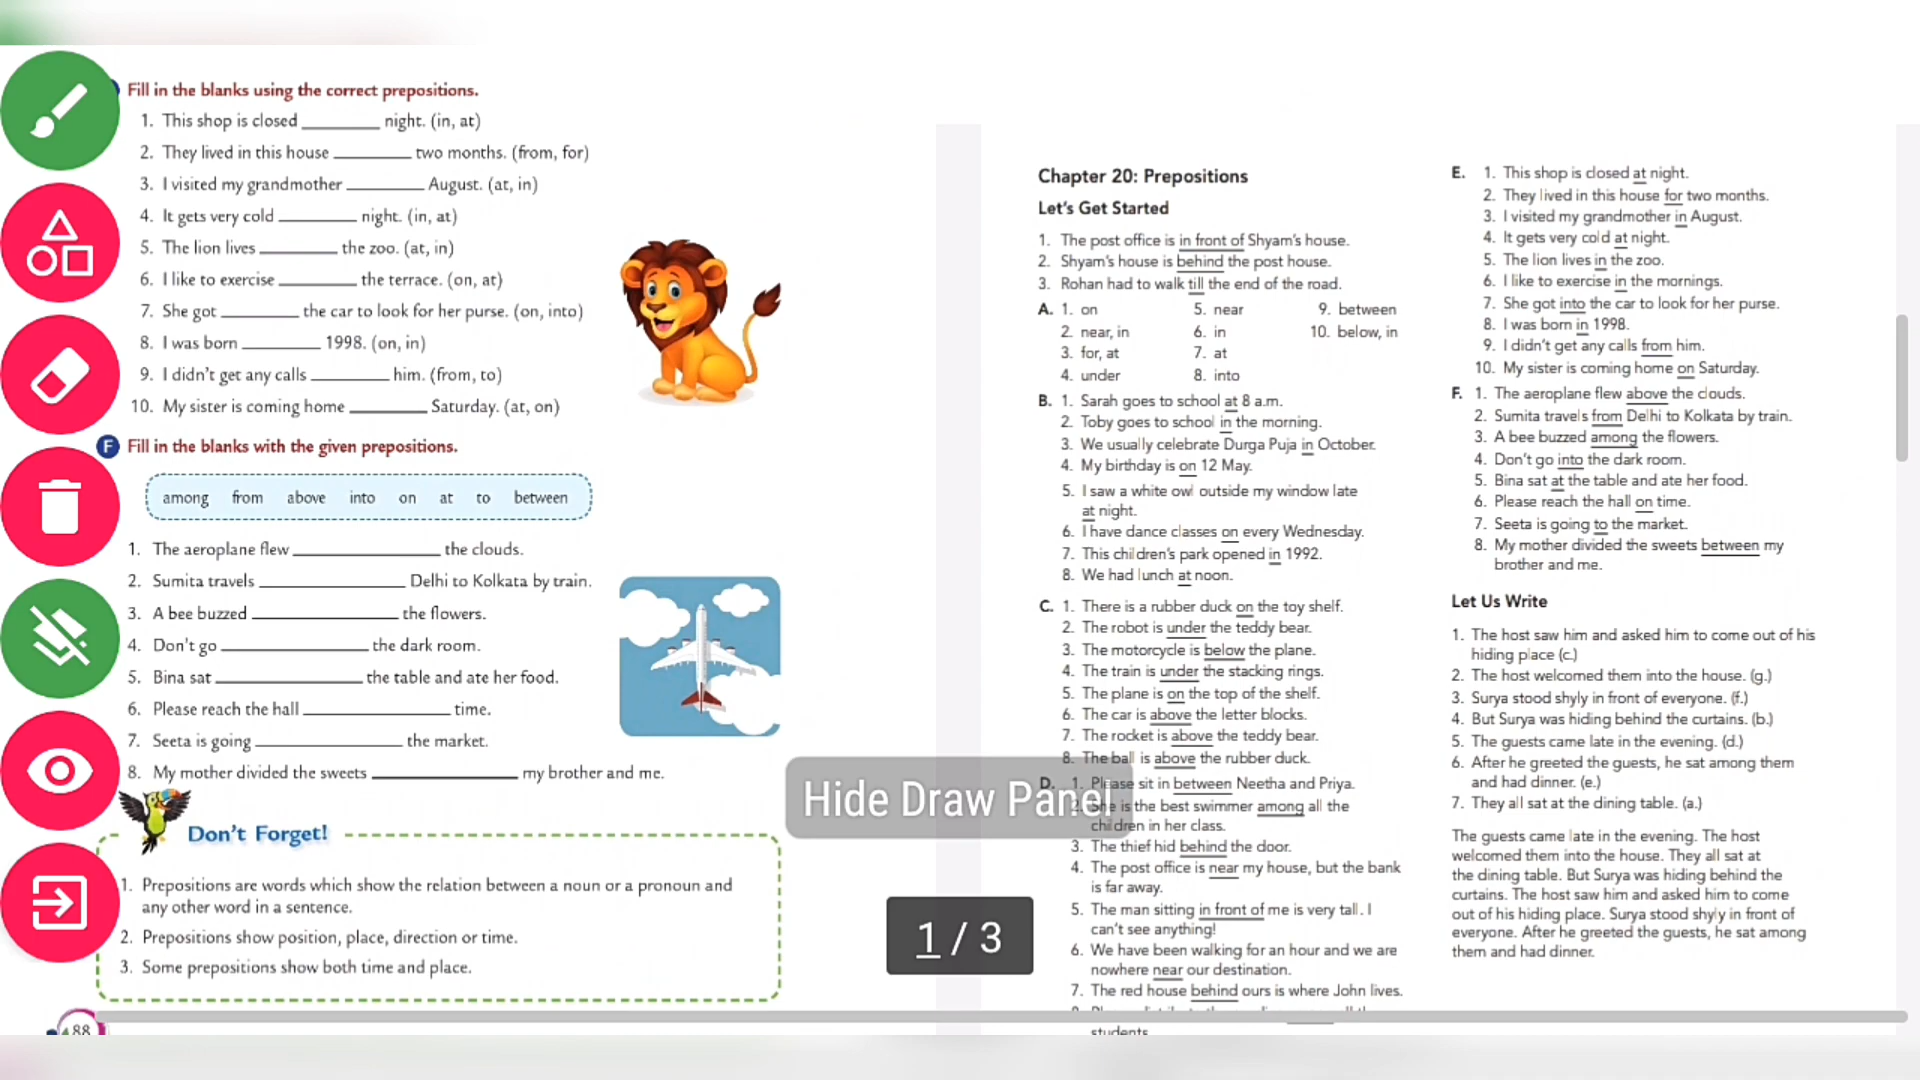 Fill in the blanks using the correct prepositions.
1. This shop is closed ________ night. (in, at)
2. They lived in this house ________ two months. (from, for)
3. I visited my grandmother ________ August. (at, in)
4. It gets very cold ________ night. (in, at)
5. The lion lives ________ the zoo. (at, in)
6. I like to exercise ________ the terrace. (on, at)
7. She got ________ the car to look for her purse. (on, into)
8. I was born ________ 1998. (on, in)
9. I didn't get any calls ________ him. (from, to)
10. My sister is coming home ________ Saturday. (at, on)
F Fill in the blanks with the given prepositions.
among from above into on at to between
1. The aeroplane flew ________ the clouds.
2. Sumita travels ________ Delhi to Kolkata by train.
3. A bee buzzed ________ the flowers.
4. Don't go ________ the dark room.
5. Bina sat ________ the table and ate her food.
6. Please reach the hall ________ time.
7. Seeta is going ________ the market.
8. My mother divided the sweets ________ my brother and me.
Don't Forget!
1. Prepositions are words which show the relation between a noun or a pronoun and
any other word in a sentence.
2. Prepositions show position, place, direction or time.
3. Some prepositions show both time and place.
88
Hide Draw Panel
1 / 3
Chapter 20: Prepositions
Let's Get Started
1. The post office is in front of Shyam's house.
2. Shyam's house is behind the post house.
3. Rohan had to walk till the end of the road.
A. 1. on 5. near 9. between
2. near, in 6. in 10. below, in
3. for, at 7. at
4. under 8. into
B. 1. Sarah goes to school at 8 a.m.
2. Toby goes to school in the morning.
3. We usually celebrate Durga Puja in October.
4. My birthday is on 12 May.
5. I saw a white owl outside my window late
at night.
6. I have dance classes on every Wednesday.
7. This children's park opened in 1992.
8. We had lunch at noon.
C. 1. There is a rubber duck on the toy shelf.
2. The robot is under the teddy bear.
3. The motorcycle is below the plane.
4. The train is under the stacking rings.
5. The plane is on the top of the shelf.
6. The car is above the letter blocks.
7. The rocket is above the teddy bear.
8. The ball is above the rubber duck.
D. 1. Please sit in between Neetha and Priya.
2. She is the best swimmer among all the
children in her class.
3. The thief hid behind the door.
4. The post office is near my house, but the bank
is far away.
5. The man sitting in front of me is very tall. I
can't see anything!
6. We have been walking for an hour and we are
nowhere near our destination.
7. The red house behind ours is where John lives.
students
E. 1. This shop is closed at night.
2. They lived in this house for two months.
3. I visited my grandmother in August.
4. It gets very cold at night.
5. The lion lives in the zoo.
6. I like to exercise in the mornings.
7. She got into the car to look for her purse.
8. I was born in 1998.
9. I didn't get any calls from him.
10. My sister is coming home on Saturday.
F. 1. The aeroplane flew above the clouds.
2. Sumita travels from Delhi to Kolkata by train.
3. A bee buzzed among the flowers.
4. Don't go into the dark room.
5. Bina sat at the table and ate her food.
6. Please reach the hall on time.
7. Seeta is going to the market.
8. My mother divided the sweets between my
brother and me.
Let Us Write
1. The host saw him and asked him to come out of his
hiding place (c.)
2. The host welcomed them into the house. (g.)
3. Surya stood shyly in front of everyone. (f.)
4. But Surya was hiding behind the curtains. (b.)
5. The guests came late in the evening. (d.)
6. After he greeted the guests, he sat among them
and had dinner. (e.)
7. They all sat at the dining table. (a.)
The guests came late in the evening. The host
welcomed them into the house. They all sat at
the dining table. But Surya was hiding behind the
curtains. The host saw him and asked him to come
out of his hiding place. Surya stood shyly in front of
everyone. After he greeted the guests, he sat among
them and had dinner.